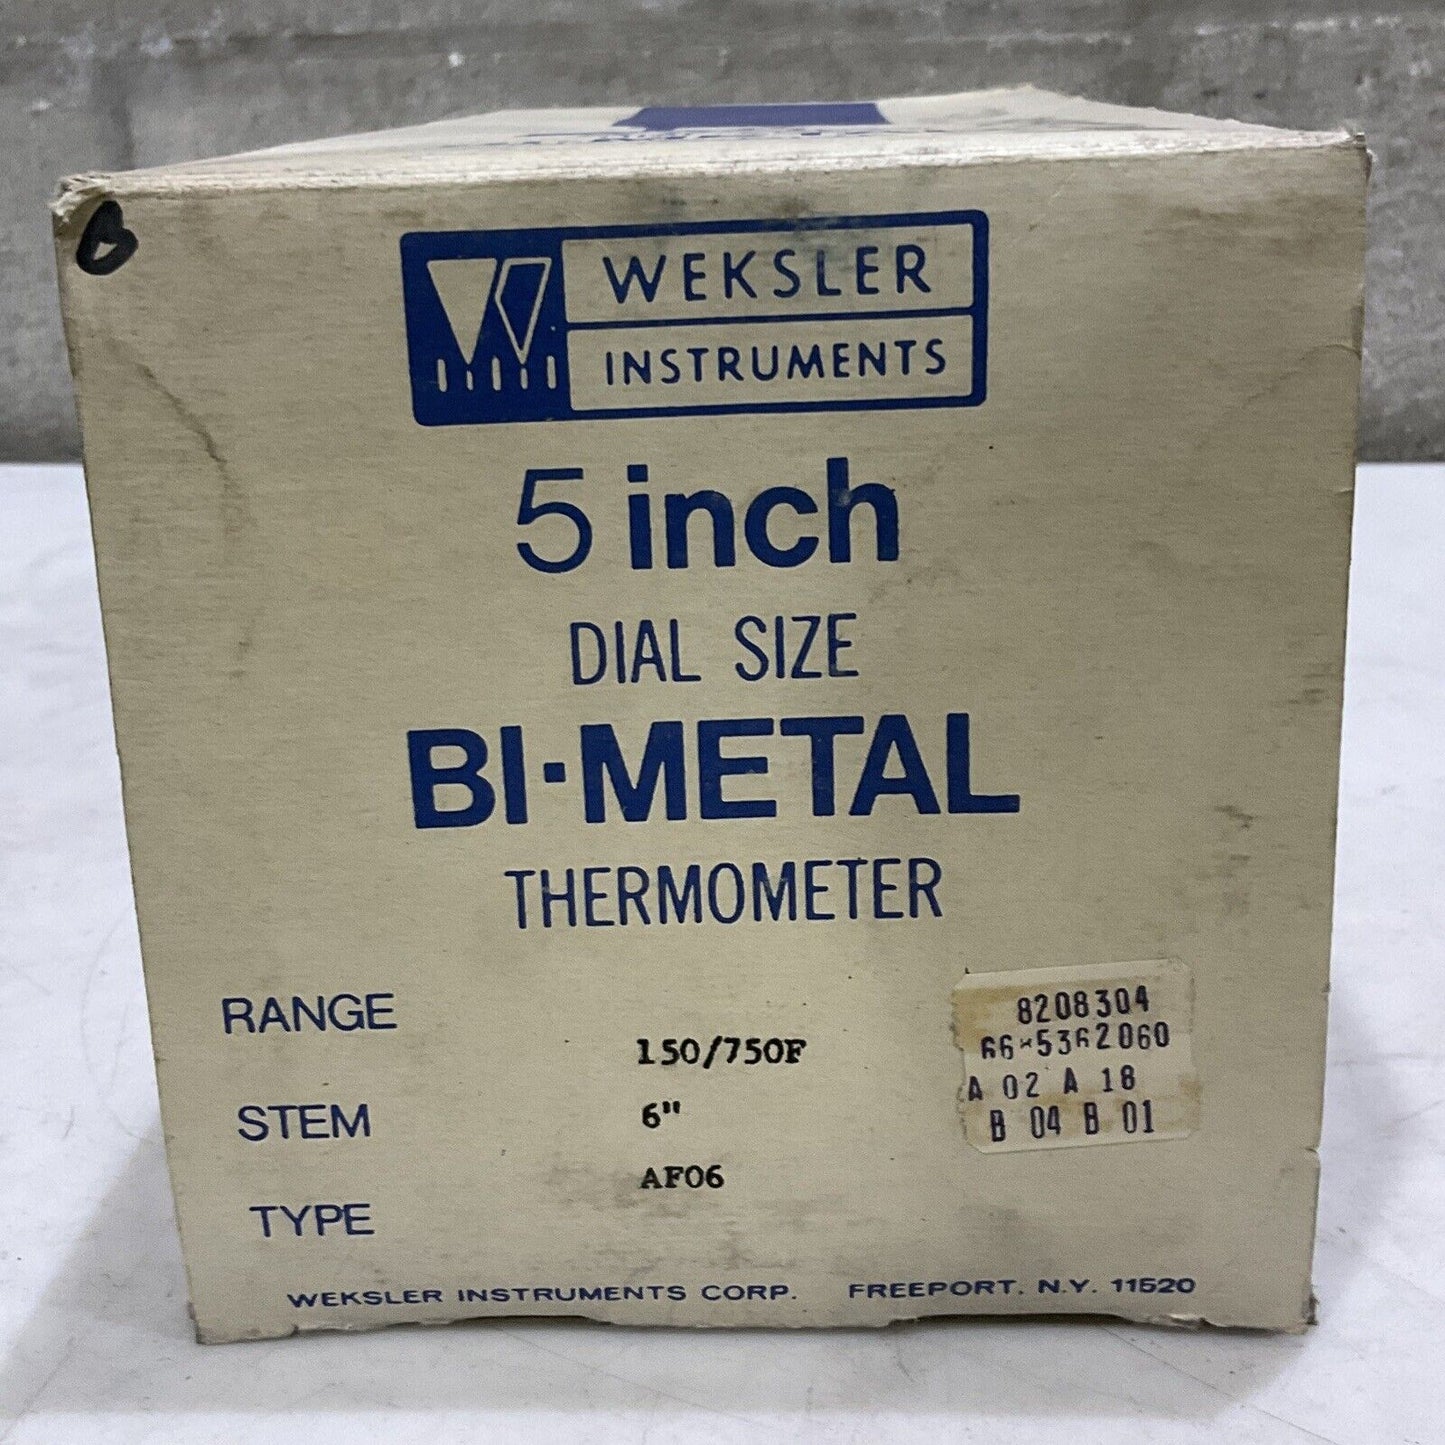 B
WEKSLER
INSTRUMENTS
5 inch
DIAL SIZE
BI-METAL
THERMOMETER
RANGE 150/750F
STEM 6"
TYPE AF06
8208304
66-5362060
A 02 A 18
B 04 B 01
WEKSLER INSTRUMENTS CORP. FREEPORT. N.Y. 11520